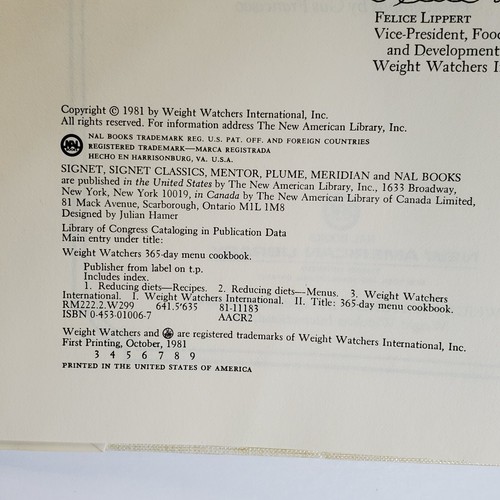 FELICE LIPPERT
Vice-President, Food
and Development
Weight Watchers
Copyright © 1981 by Weight Watchers International, Inc.
All rights reserved. For information address The New American Library, Inc.
NAL BOOKS TRADEMARK REG. U.S. PAT. OFF. AND FOREIGN COUNTRIES
REGISTERED TRADEMARK—MARCA REGISTRADA
HECHO EN HARRISONBURG, VA. U.S.A.
SIGNET, SIGNET CLASSICS, MENTOR, PLUME, MERIDIAN and NAL BOOKS
are published in the United States by The New American Library, Inc., 1633 Broadway,
New York, New York 10019, in Canada by The New American Library of Canada Limited,
81 Mack Avenue, Scarborough, Ontario M1L 1M8
Designed by Julian Hamer
Library of Congress Cataloging in Publication Data
Main entry under title:
Weight Watchers 365-day menu cookbook.
Publisher from label on t.p.
Includes index.
1. Reducing diets—Recipes. 2. Reducing diets—Menus. 3. Weight Watchers
International. I. Weight Watchers International. II. Title: 365-day menu cookbook.
RM222.2.W299 641.5'635 81-11183
ISBN 0-453-01006-7 AACR2
Weight Watchers and are registered trademarks of Weight Watchers International, Inc.
First Printing, October, 1981
3 4 5 6 7 8 9
PRINTED IN THE UNITED STATES OF AMERICA